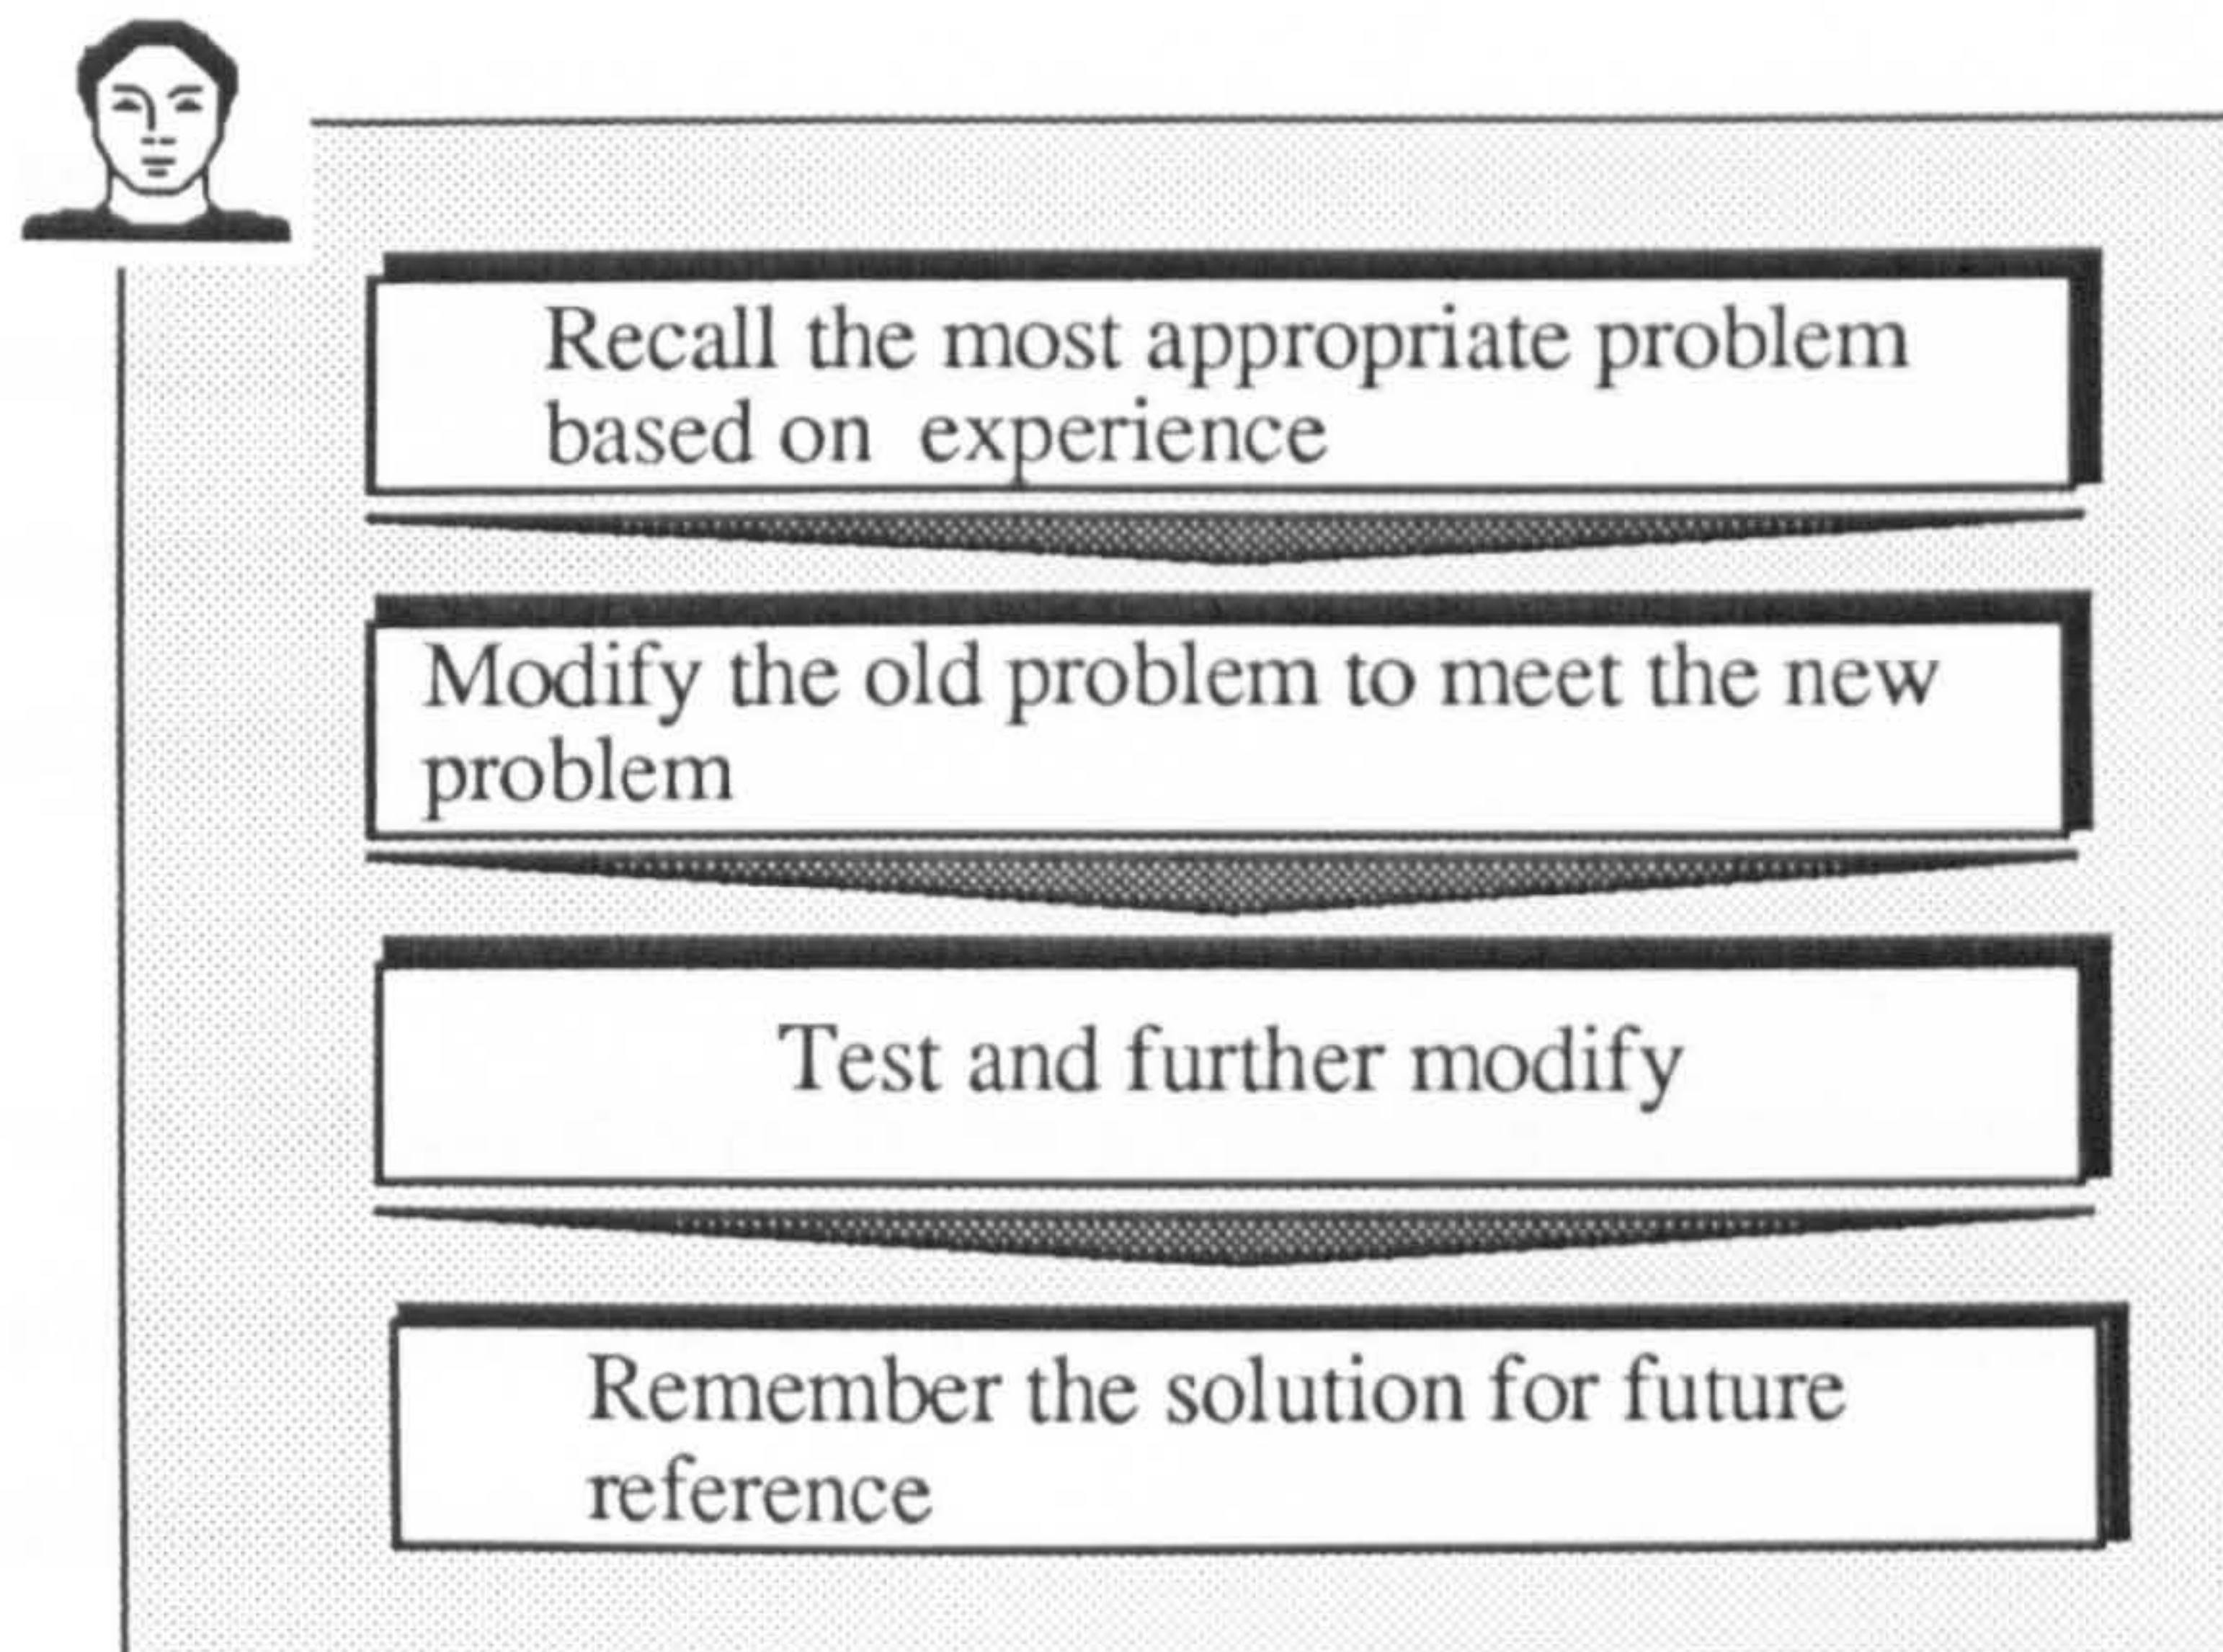 Recall the most appropriate problem
based on experience
Modify the old problem to meet the new
problem
Test and further modify
Remember the solution for future
reference